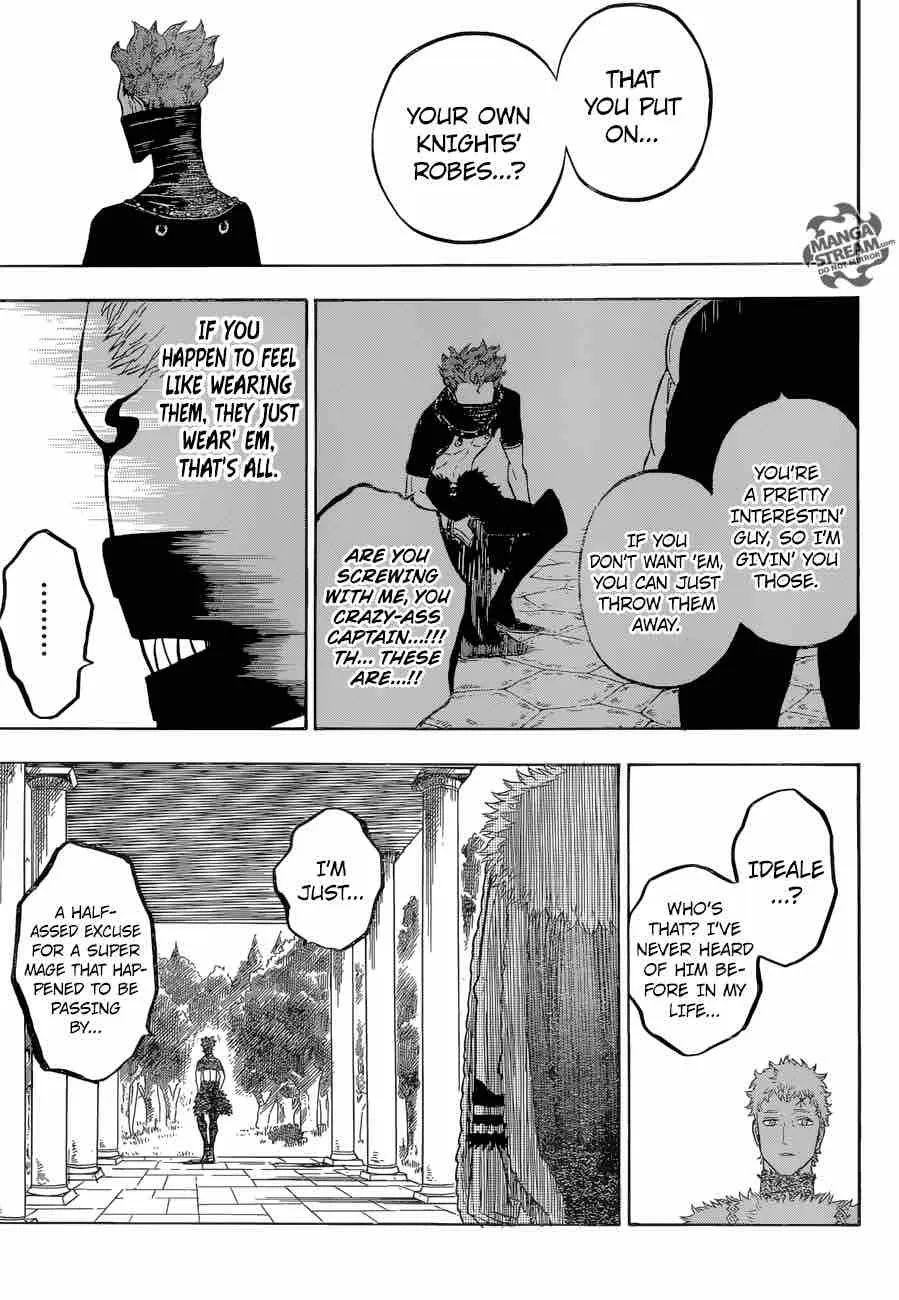 THAT
YOU PUT
ON...
YOUR OWN
KNIGHTS'
ROBES...?
MANGA
-STREAM.com
DO NOT MIRROR
YOU'RE
A PRETTY
INTERESTIN'
GUY, SO I'M
GIVIN' YOU
THOSE.
IF YOU
DON'T WANT 'EM,
YOU CAN JUST
THROW THEM
AWAY.
ARE YOU
SCREWING
WITH ME, YOU
CRAZY-ASS
CAPTAIN...!!!
TH... THESE
ARE...!!
IF YOU
HAPPEN TO FEEL
LIKE WEARING
THEM, THEY JUST
WEAR' EM,
THAT'S ALL.
.........
IDEALE
...?
WHO'S
THAT? I'VE
NEVER HEARD
OF HIM BE-
FORE IN MY
LIFE...
I'M
JUST...
A HALF-
ASSED EXCUSE
FOR A SUPER
MAGE THAT HAP-
PENED TO BE
PASSING
BY...